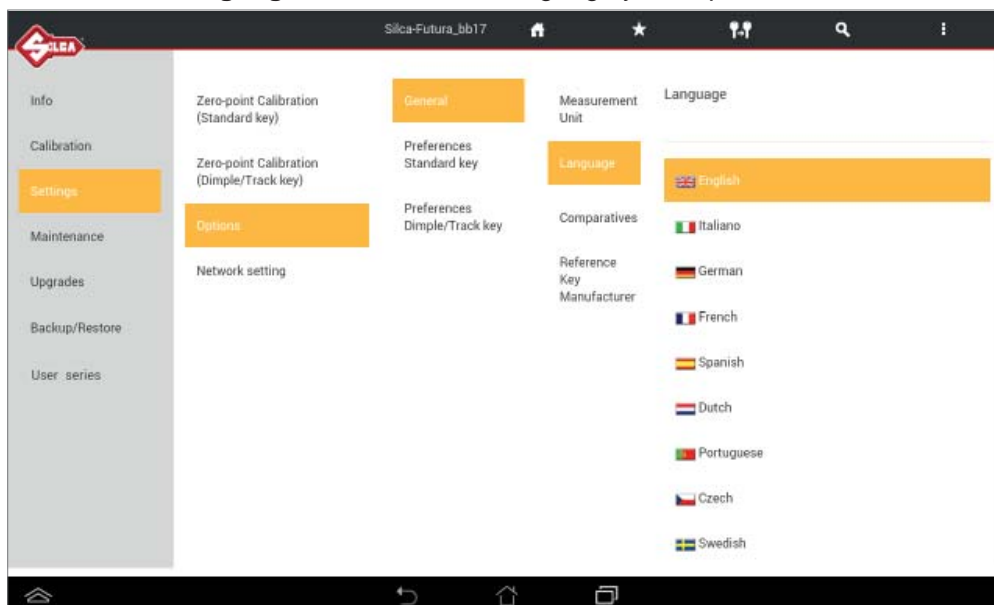 SILCA
Silca-Futura_bb17
Info
Calibration
Settings
Maintenance
Upgrades
Backup/Restore
User series
Zero-point Calibration
(Standard key)
Zero-point Calibration
(Dimple/Track key)
Options
Network setting
General
Preferences
Standard key
Preferences
Dimple/Track key
Measurement
Unit
Language
Comparatives
Reference
Key
Manufacturer
Language
English
Italiano
German
French
Spanish
Dutch
Portuguese
Czech
Swedish